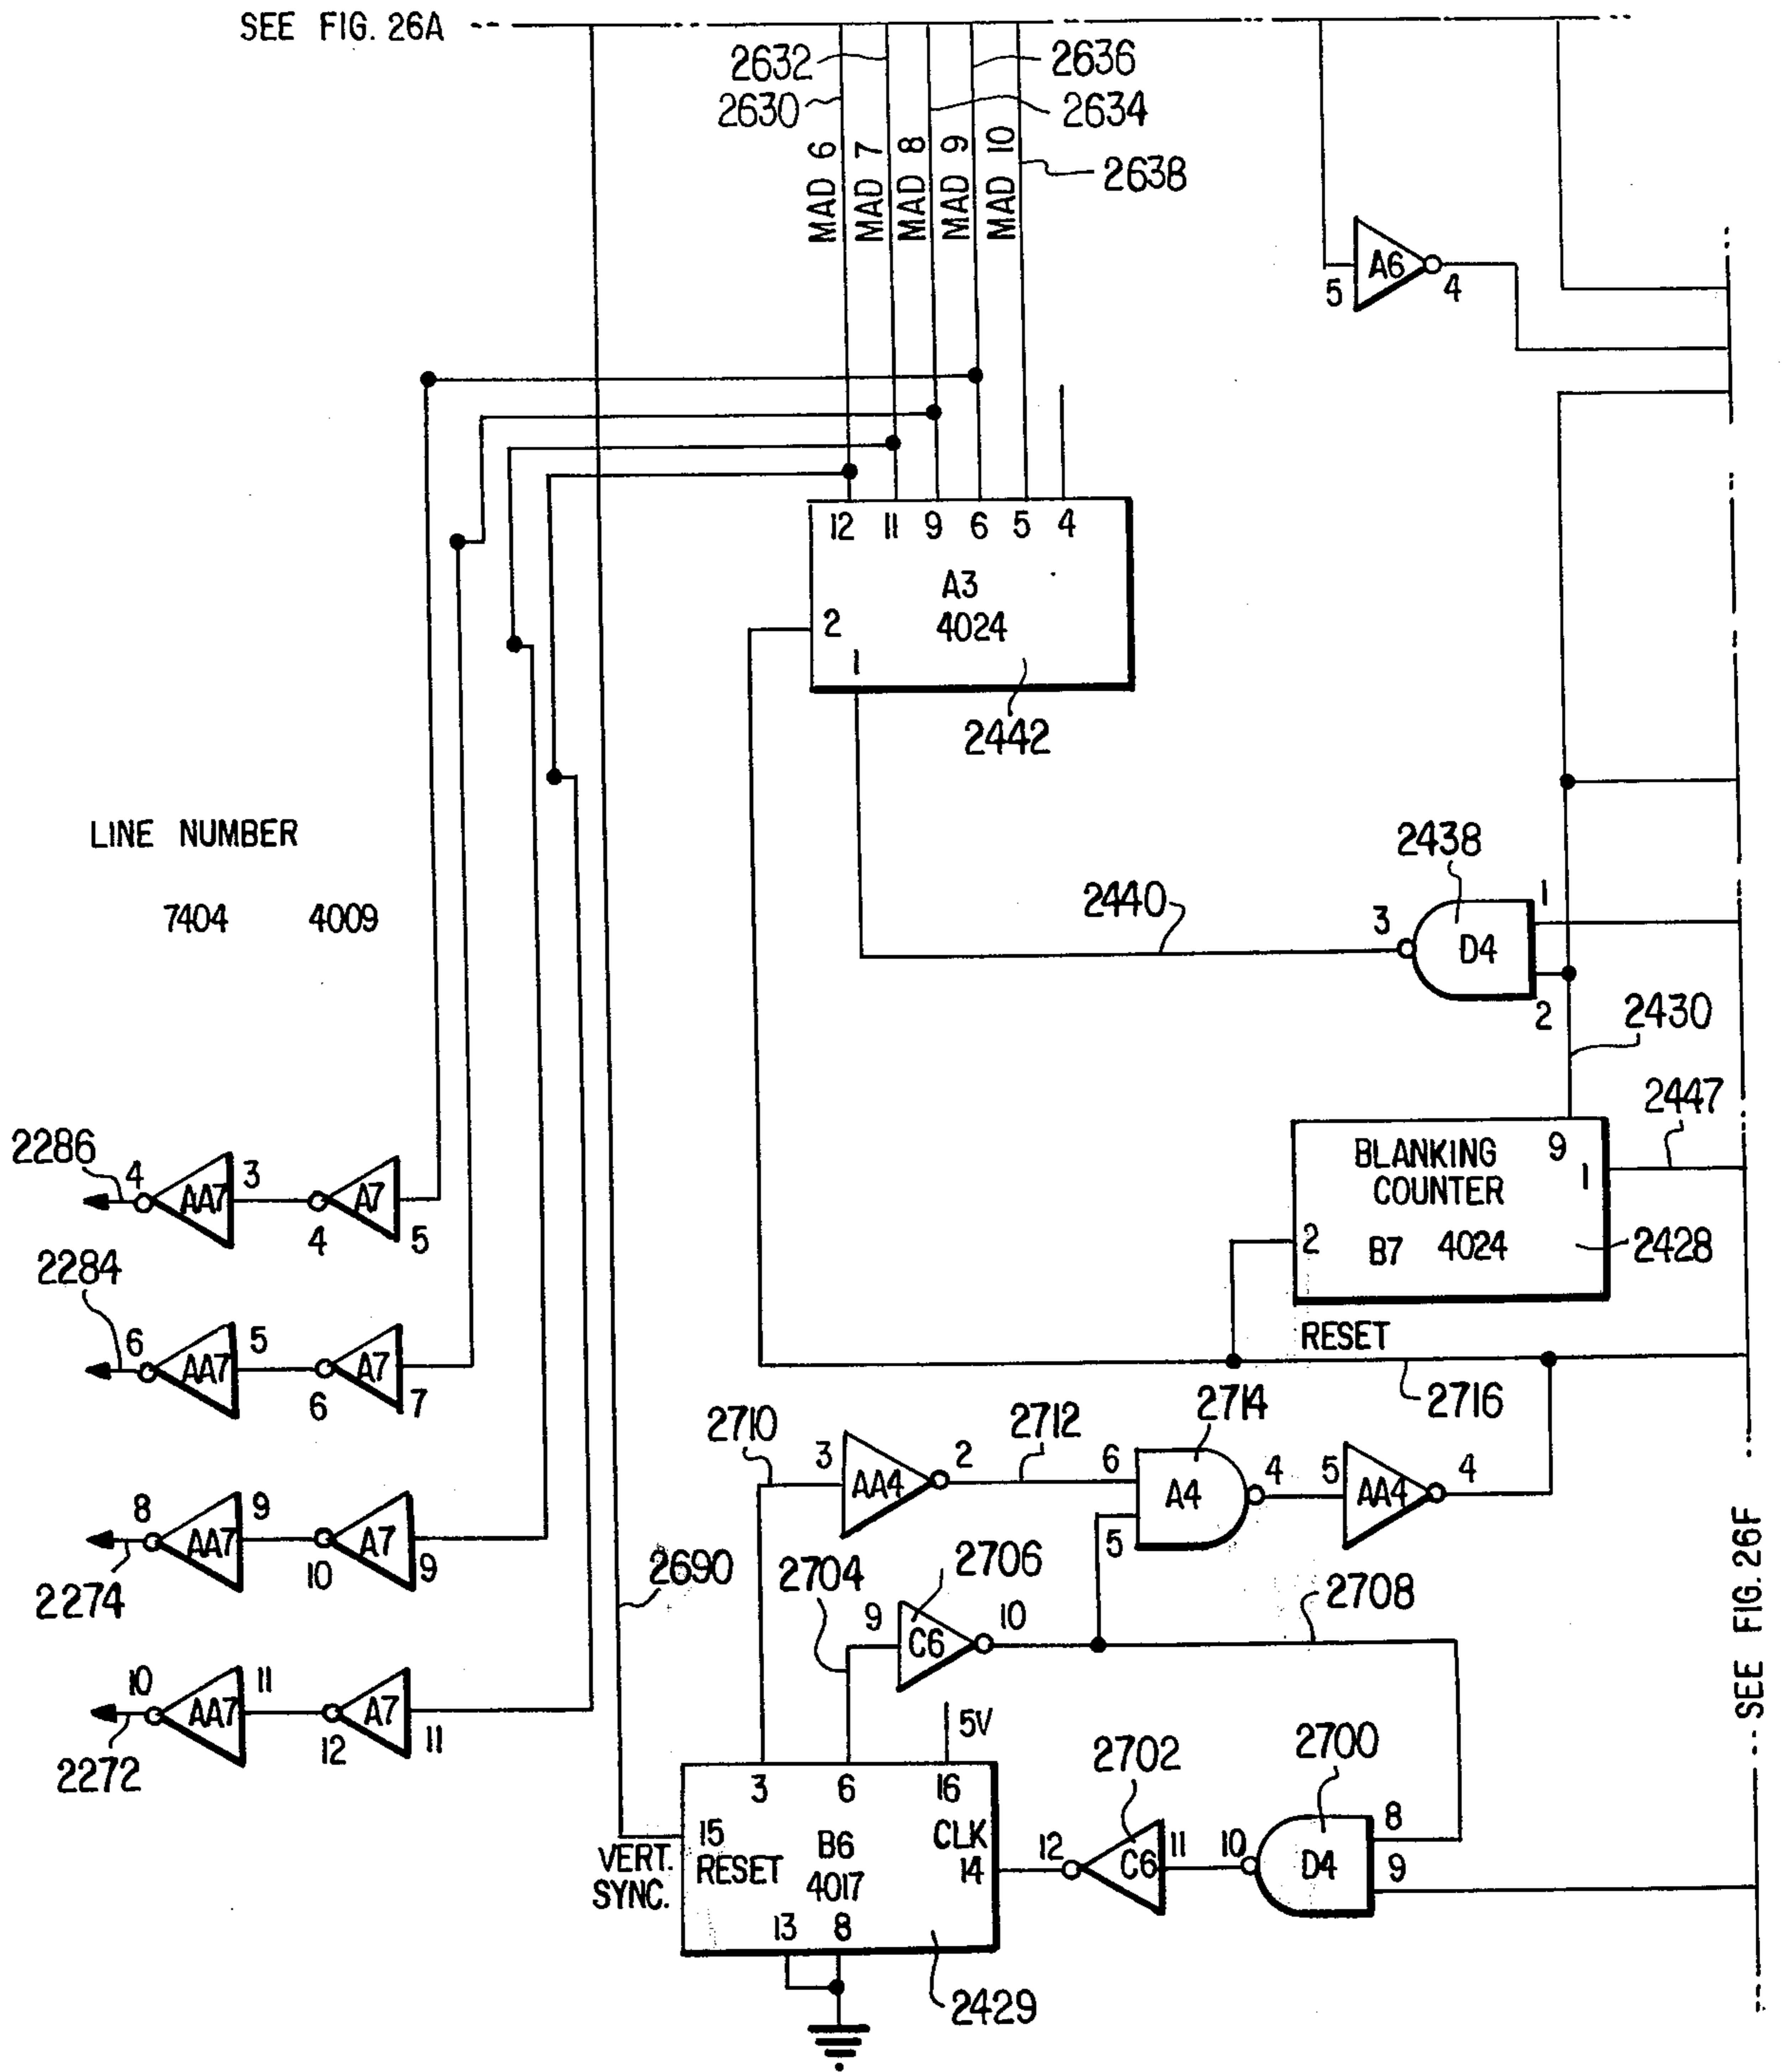 SEE FIG. 26A
2632
2636
2630
2634
2638
MAD 6
MAD 7
MAD 8
MAD 9
MAD 10
5
A6
4
12 11 9 6 5 4
A3
4024
2
1
2442
LINE NUMBER
7404 4009
2438
1
2440
3
D4
2
2430
2447
BLANKING
COUNTER
9
1
2
B7 4024
2428
RESET
2716
2286
4
AA7
3
4
A7
5
2284
6
AA7
5
6
A7
7
8
AA7
9
10
A7
9
2274
10
AA7
11
12
A7
11
2272
2710
3
AA4
2
2712
2714
6
A4
5
4
5
AA4
4
2690
2704
9
2706
C6
10
2708
5V
3 6 16
15
RESET
B6
4017
CLK
14
VERT.
SYNC.
13 8
2429
2702
12
C6
11
2700
10
D4
8
9
SEE FIG. 26F